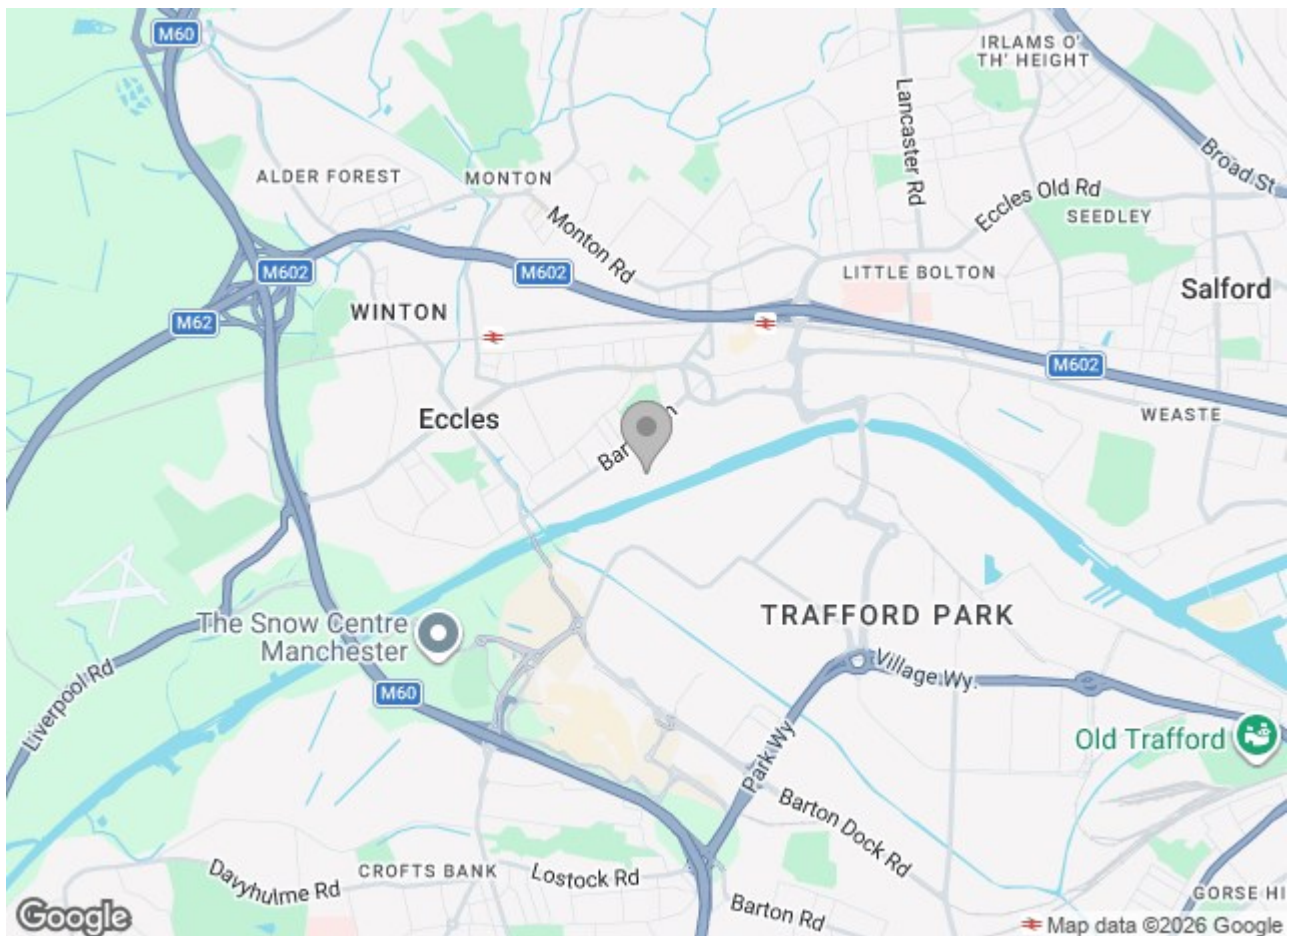 M60
IRLAMS O'
TH' HEIGHT
Lancaster Rd
Broad St
ALDER FOREST
MONTON
Eccles Old Rd
SEEDLEY
Monton Rd
M602
M602
LITTLE BOLTON
Salford
M62
WINTON
M602
WEASTE
Eccles
TRAFFORD PARK
The Snow Centre
Manchester
Village Wy.
M60
Liverpool Rd
Park Wy
Old Trafford
Barton Dock Rd
CROFTS BANK
Lostock Rd
Davyhulme Rd
Barton Rd
GORSE HI
Google
Map data ©2026 Google